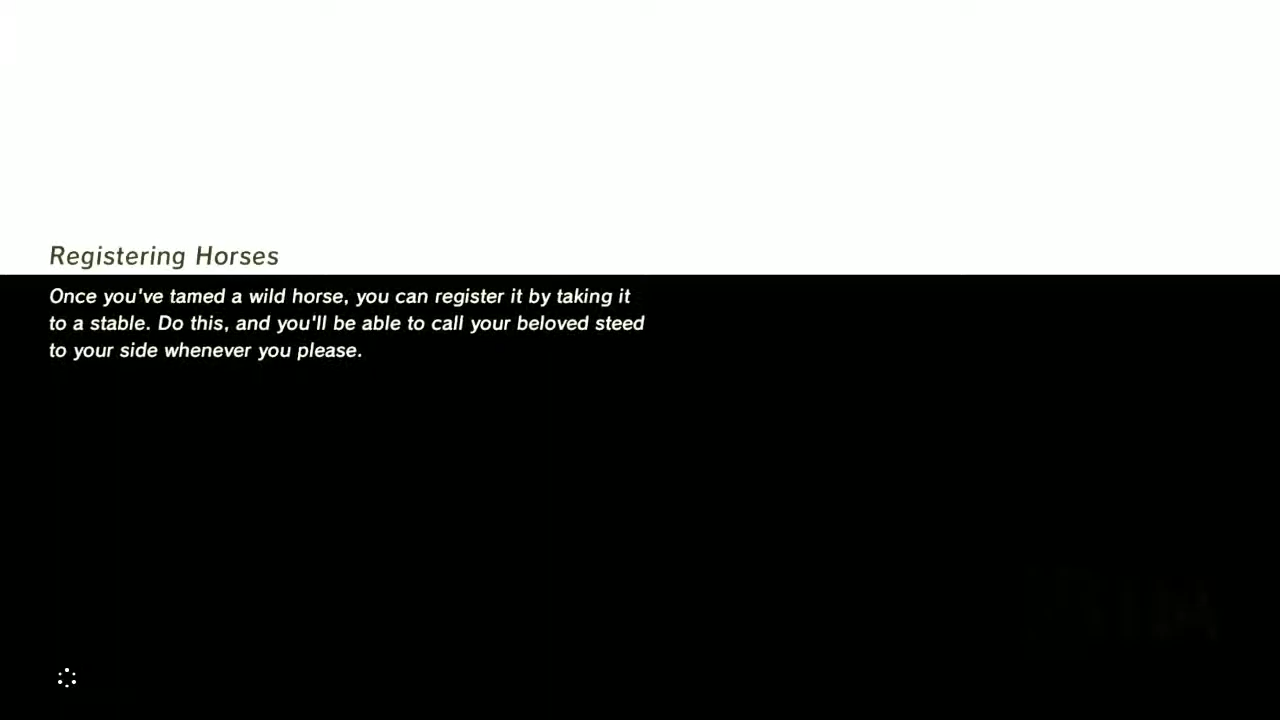 Registering Horses
Once you've tamed a wild horse, you can register it by taking it
to a stable. Do this, and you'll be able to call your beloved steed
to your side whenever you please.